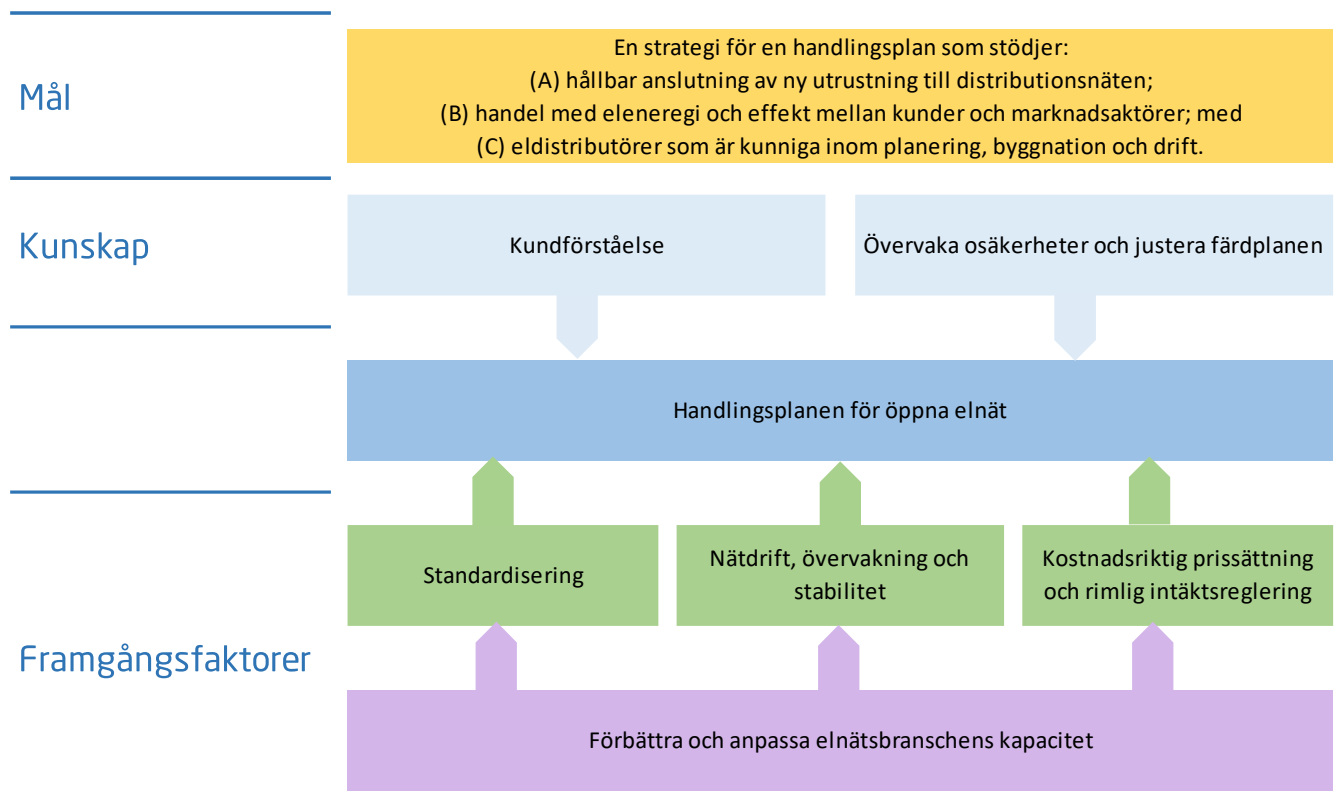 Mål
En strategi för en handlingsplan som stödjer:
(A) hållbar anslutning av ny utrustning till distributionsnäten;
(B) handel med eleneregi och effekt mellan kunder och marknadsaktörer; med
(C) eldistributörer som är kunniga inom planering, byggnation och drift.
Kunskap
Kundförståelse
Övervaka osäkerheter och justera färdplanen
Handlingsplanen för öppna elnät
Framgångsfaktorer
Standardisering
Nätdrift, övervakning och
stabilitet
Kostnadsriktig prissättning
och rimlig intäktsreglering
Förbättra och anpassa elnätsbranschens kapacitet